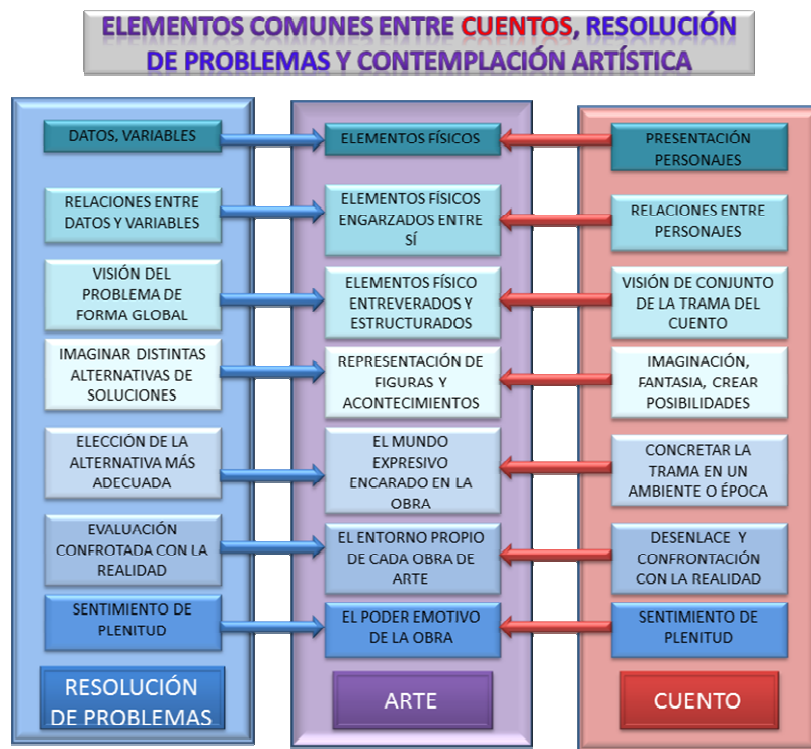 ELEMENTOS COMUNES ENTRE CUENTOS, RESOLUCIÓN
DE PROBLEMAS Y CONTEMPLACIÓN ARTÍSTICA
DATOS, VARIABLES
RELACIONES ENTRE
DATOS Y VARIABLES
VISIÓN DEL
PROBLEMA DE
FORMA GLOBAL
IMAGINAR DISTINTAS
ALTERNATIVAS DE
SOLUCIONES
ELECCIÓN DE LA
ALTERNATIVA MÁS
ADECUADA
EVALUACIÓN
CONFROTADA CON LA
REALIDAD
SENTIMIENTO DE
PLENITUD
RESOLUCIÓN
DE PROBLEMAS
ELEMENTOS FÍSICOS
ELEMENTOS FÍSICOS
ENGARZADOS ENTRE
SÍ
ELEMENTOS FÍSICO
ENTREVERADOS Y
ESTRUCTURADOS
REPRESENTACIÓN DE
FIGURAS Y
ACONTECIMIENTOS
EL MUNDO
EXPRESIVO
ENCARADO EN LA
OBRA
EL ENTORNO PROPIO
DE CADA OBRA DE
ARTE
EL PODER EMOTIVO
DE LA OBRA
ARTE
PRESENTACIÓN
PERSONAJES
RELACIONES ENTRE
PERSONAJES
VISIÓN DE CONJUNTO
DE LA TRAMA DEL
CUENTO
IMAGINACIÓN,
FANTASIA, CREAR
POSIBILIDADES
CONCRETAR LA
TRAMA EN UN
AMBIENTE O ÉPOCA
DESENLACE Y
CONFRONTACIÓN
CON LA REALIDAD
SENTIMIENTO DE
PLENITUD
CUENTO